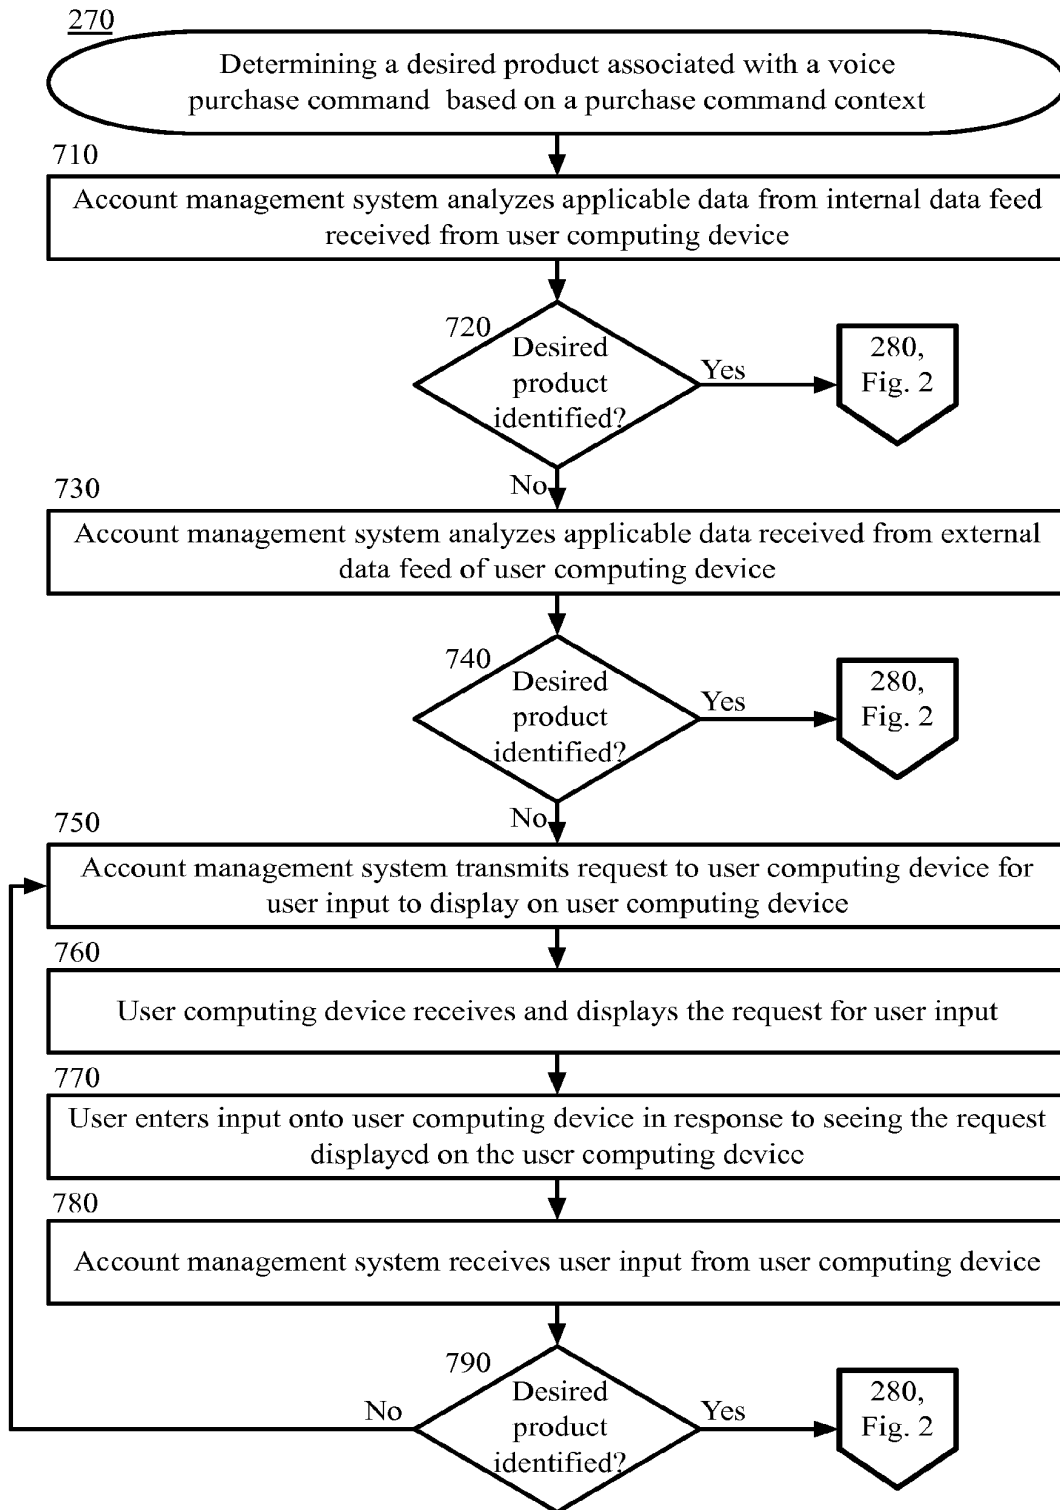 270
Determining a desired product associated with a voice
purchase command based on a purchase command context
710
Account management system analyzes applicable data from internal data feed
received from user computing device
720
Desired
product
identified?
Yes
280,
Fig. 2
No
730
Account management system analyzes applicable data received from external
data feed of user computing device
740
Desired
product
identified?
Yes
280,
Fig. 2
No
750
Account management system transmits request to user computing device for
user input to display on user computing device
760
User computing device receives and displays the request for user input
770
User enters input onto user computing device in response to seeing the request
displayed on the user computing device
780
Account management system receives user input from user computing device
790
Desired
product
identified?
No
Yes
280,
Fig. 2